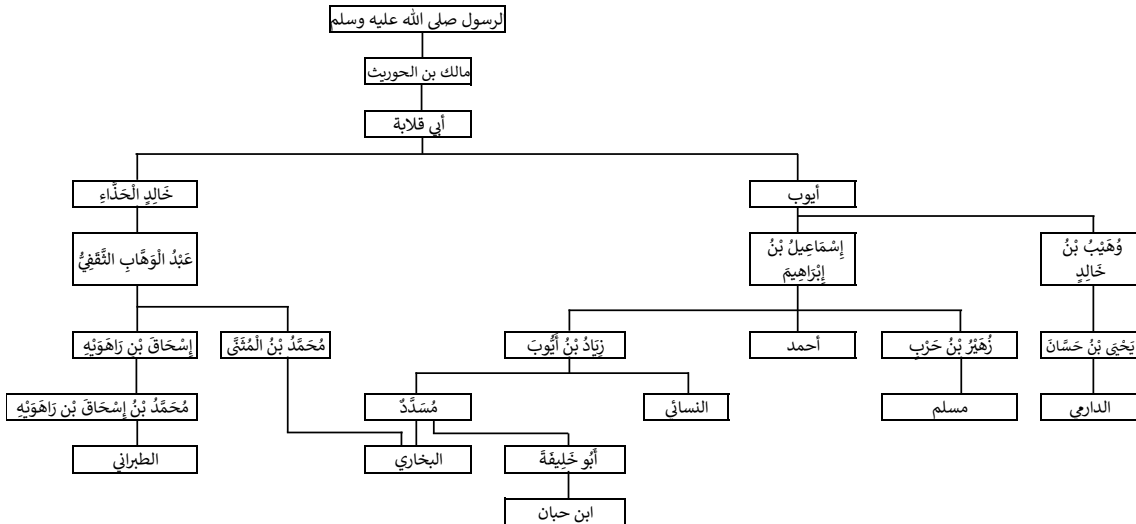 لرسول صلى الله عليه وسلم
مالك بن الحوريث
أبي قلابة
أيوب
خَالِدٍ الْحَذَّاءِ
وُهَيْبُ بْنُ
خَالِدٍ
إِسْمَاعِيلُ بْنُ
إِبْرَاهِيمَ
عَبْدُ الْوَهَّابِ الثَّقَفِيُّ
يَحْيَى بْنُ حَسَّانَ
زُهَيْرُ بْنُ حَرْبٍ
أحمد
زِيَادُ بْنُ أَيُّوبَ
مُحَمَّدُ بْنُ الْمُثَنَّى
إِسْحَاقَ بْنِ رَاهَوَيْهِ
الدارمي
مسلم
النسائي
مُسَدَّدٌ
مُحَمَّدُ بْنُ إِسْحَاقَ بْنِ رَاهَوَيْهِ
أَبُو خَلِيفَةَ
البخاري
الطبراني
ابن حبان